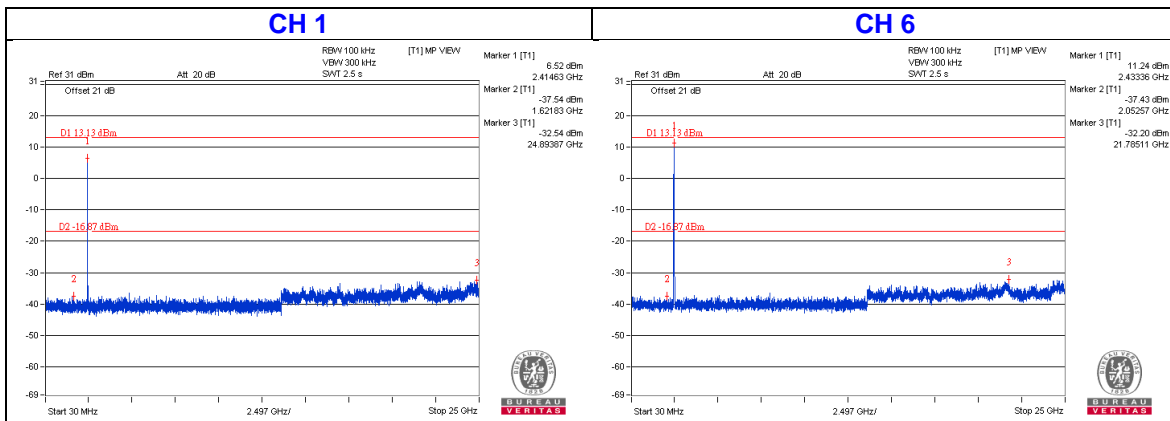 CH 1
RBW 100 kHz [T1] MP VIEW
VBW 300 kHz
Ref 31 dBm Att 20 dB SWT 2.5 s
Marker 1 [T1]
6.52 dBm
2.41463 GHz
Marker 2 [T1]
-37.54 dBm
1.62183 GHz
Marker 3 [T1]
-32.54 dBm
24.89387 GHz
31
Offset 21 dB
20
D1 13.13 dBm
1
10
0
-10
D2 -16.87 dBm
-20
3
-30
2
-40
-50
-60
-69
Start 30 MHz 2.497 GHz/ Stop 25 GHz
BUREAU VERITAS
1828
BUREAU
VERITAS
CH 6
RBW 100 kHz [T1] MP VIEW
VBW 300 kHz
Ref 31 dBm Att 20 dB SWT 2.5 s
Marker 1 [T1]
11.24 dBm
2.43336 GHz
Marker 2 [T1]
-37.43 dBm
2.05257 GHz
Marker 3 [T1]
-32.20 dBm
21.78511 GHz
31
Offset 21 dB
20
1
D1 13.13 dBm
10
0
-10
D2 -16.87 dBm
-20
3
-30
2
-40
-50
-60
-69
Start 30 MHz 2.497 GHz/ Stop 25 GHz
BUREAU VERITAS
1828
BUREAU
VERITAS